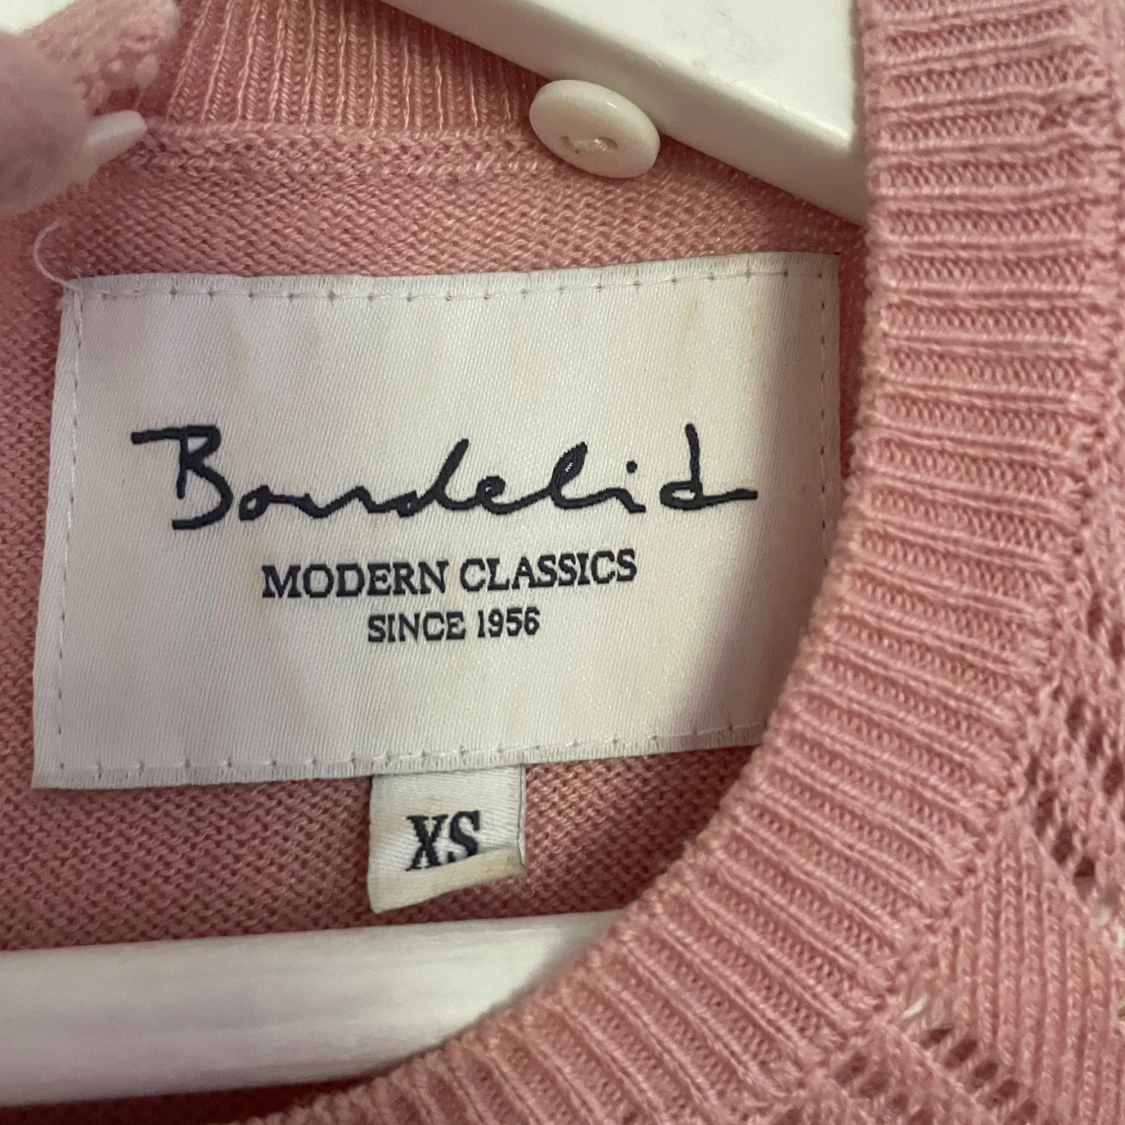 Bondelid
MODERN CLASSICS
SINCE 1956
XS